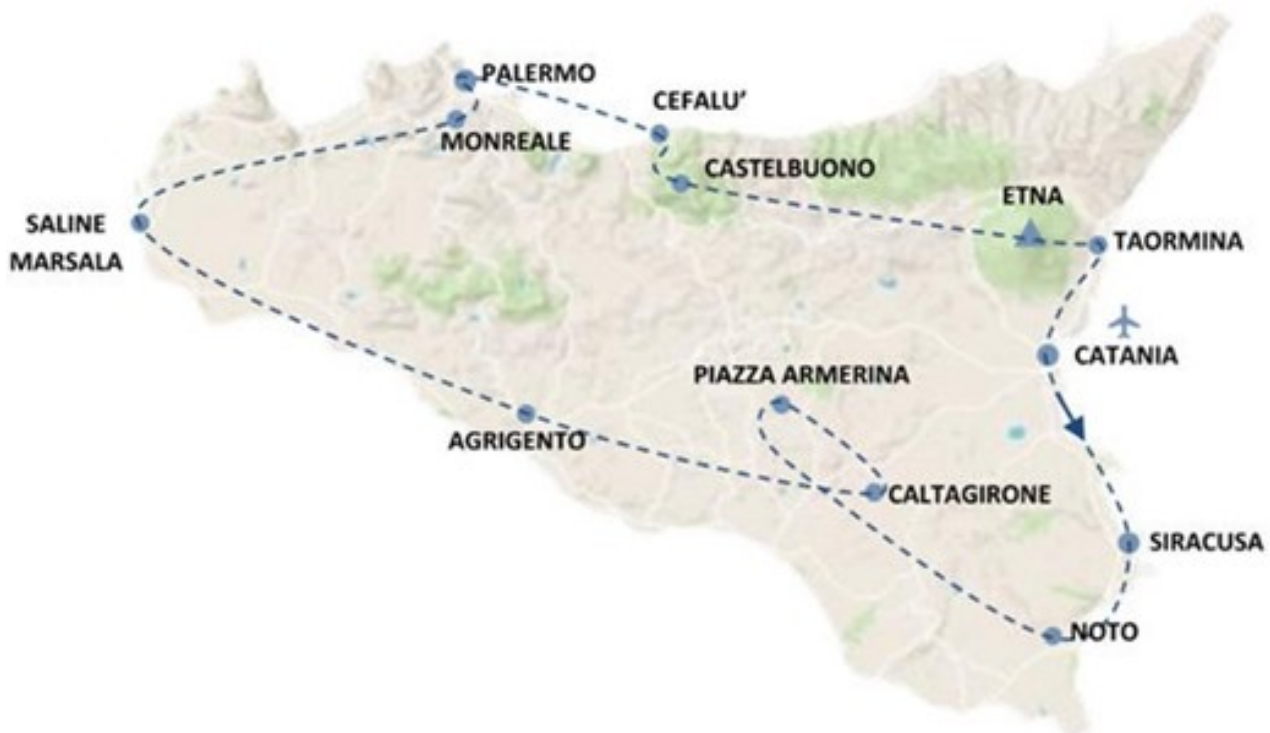 PALERMO
CEFALU’
MONREALE
CASTELBUONO
ETNA
SALINE
MARSALA
TAORMINA
CATANIA
PIAZZA ARMERINA
AGRIGENTO
CALTAGIRONE
SIRACUSA
NOTO